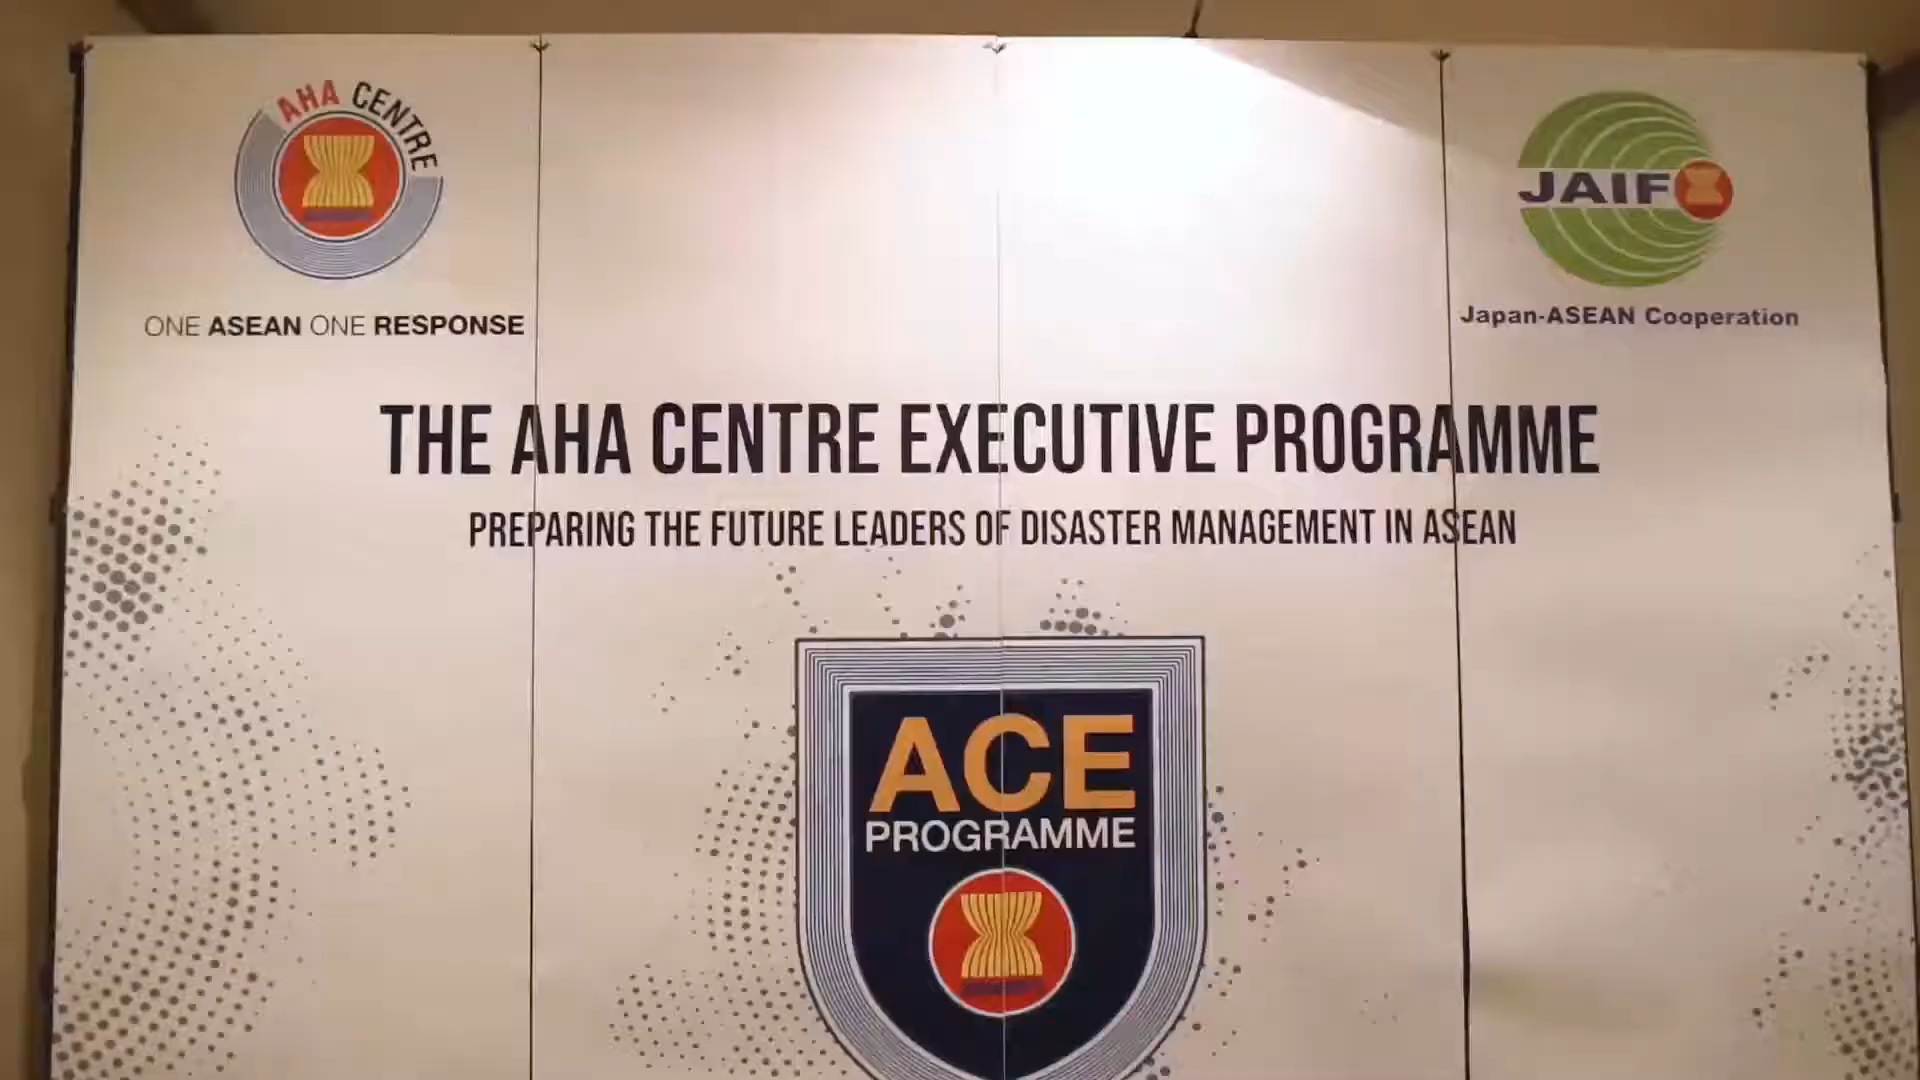 AHA CENTRE
ONE ASEAN ONE RESPONSE
JAIF
Japan-ASEAN Cooperation
THE AHA CENTRE EXECUTIVE PROGRAMME
PREPARING THE FUTURE LEADERS OF DISASTER MANAGEMENT IN ASEAN
ACE
PROGRAMME